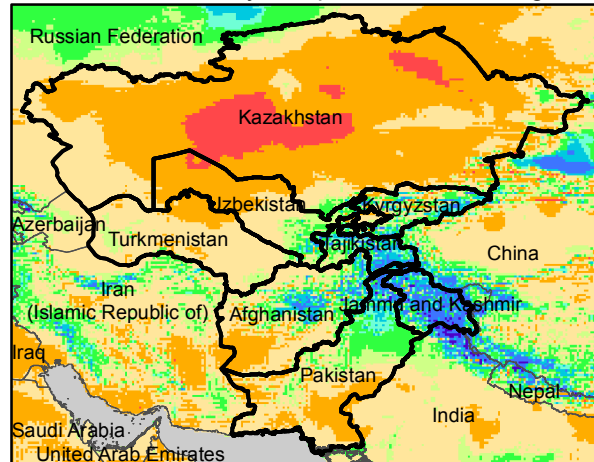 Russian Federation
Kazakhstan
Izbekistan
Kyrgyzstan
Azerbaijan
Turkmenistan
Tajikistan
China
Iran
(Islamic Republic of)
Afghanistan
Jammu and Kashmir
Iraq
Pakistan
Nepal
India
Saudi Arabia
United Arab Emirates